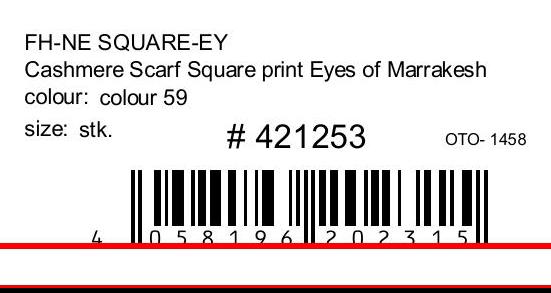 FH-NE SQUARE-EY
Cashmere Scarf Square print Eyes of Marrakesh
colour: colour 59
size: stk.
# 421253
OTO- 1458
4 058196 202315